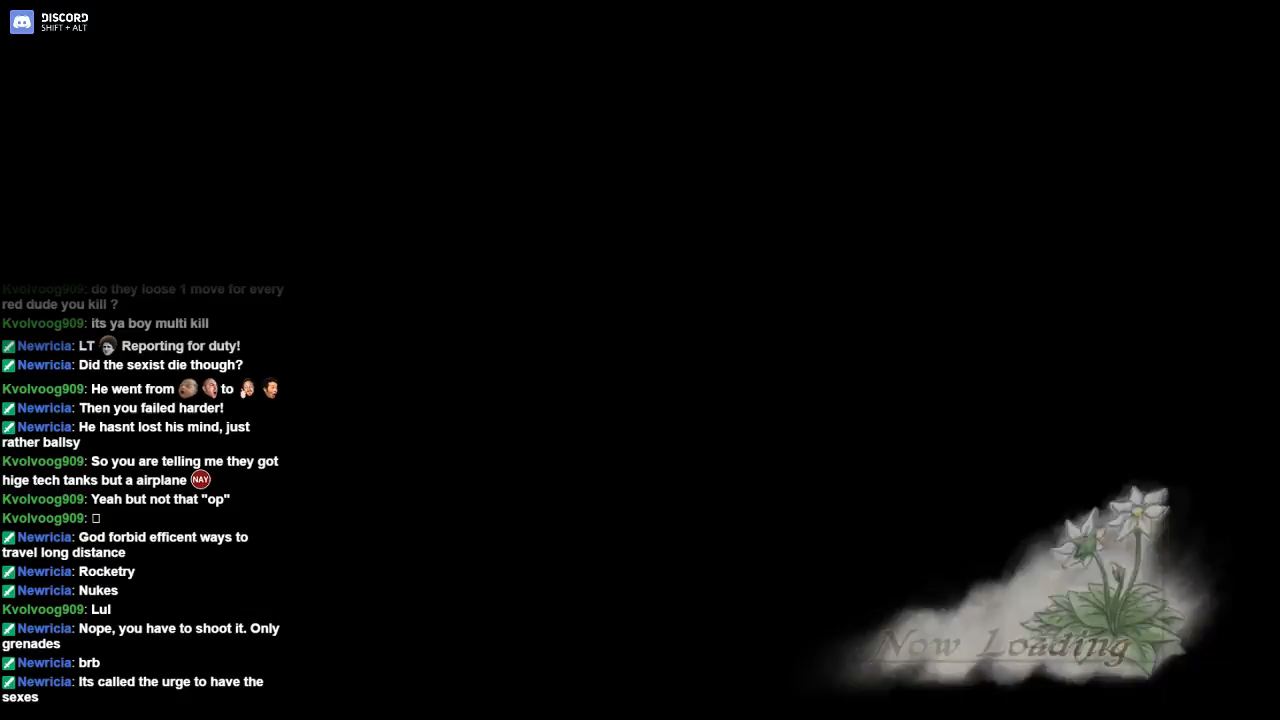 DISCORD
SHIFT + ALT
Kvolvoog909: do they loose 1 move for every
red dude you kill ?
Kvolvoog909: its ya boy multi kill
Newricia: LT Reporting for duty!
Newricia: Did the sexist die though?
Kvolvoog909: He went from to
Newricia: Then you failed harder!
Newricia: He hasnt lost his mind, just
rather ballsy
Kvolvoog909: So you are telling me they got
hige tech tanks but a airplane NAY
Kvolvoog909: Yeah but not that "op"
Kvolvoog909:
Newricia: God forbid efficent ways to
travel long distance
Newricia: Rocketry
Newricia: Nukes
Kvolvoog909: Lul
Newricia: Nope, you have to shoot it. Only
grenades
Newricia: brb
Newricia: Its called the urge to have the
sexes
Now Loading